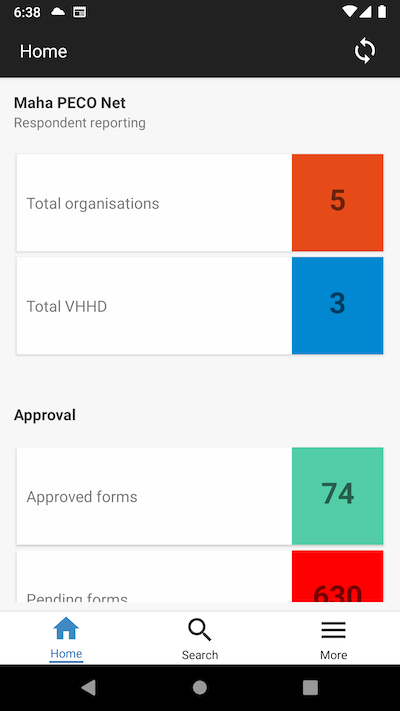 6:38
Home
Maha PECO Net
Respondent reporting
Total organisations
5
Total VHHD
3
Approval
Approved forms
74
Pending forms
630
Home
Search
More